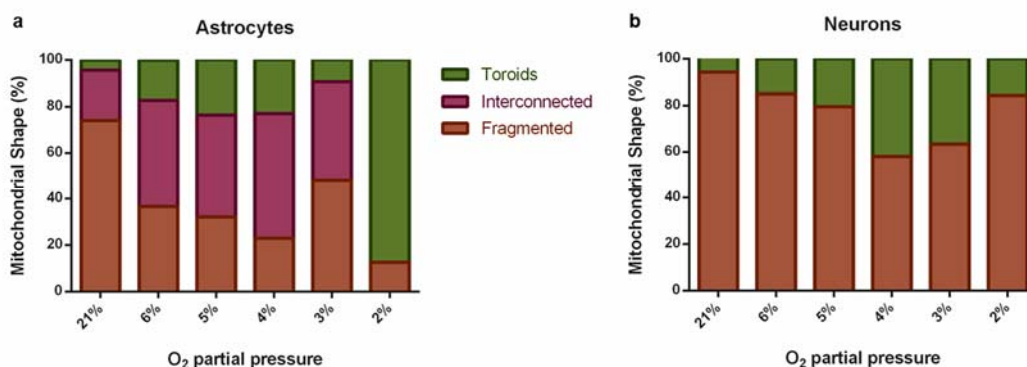 a
Astrocytes
Mitochondrial Shape (%)
100
80
60
40
20
0
21%
6%
5%
4%
3%
2%
O₂ partial pressure
Toroids
Interconnected
Fragmented
b
Neurons
Mitochondrial Shape (%)
100
80
60
40
20
0
21%
6%
5%
4%
3%
2%
O₂ partial pressure